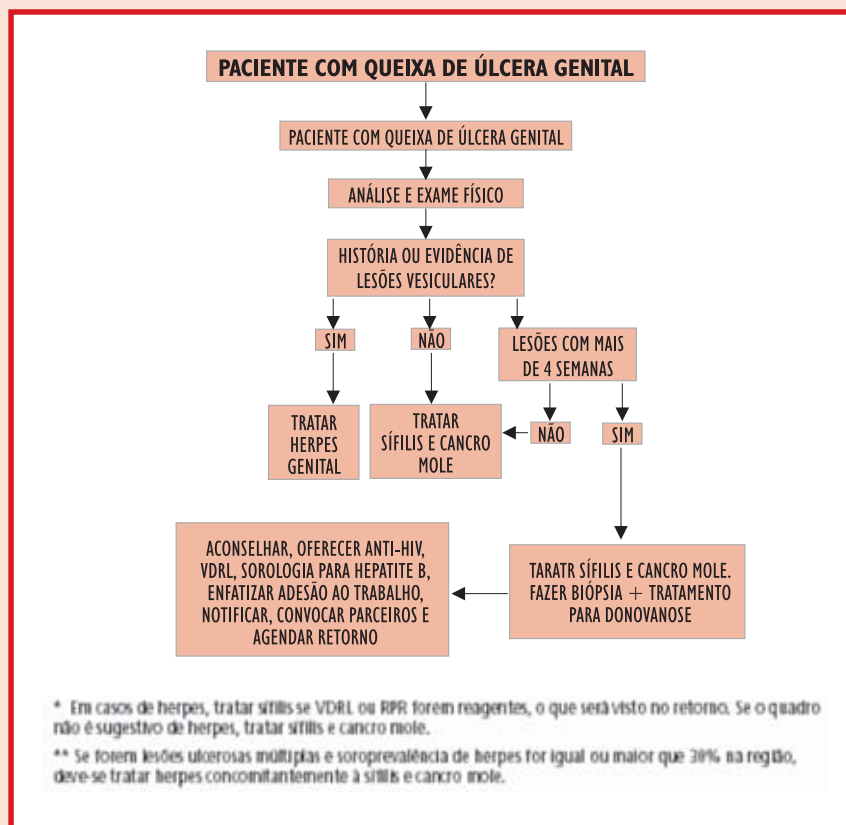 PACIENTE COM QUEIXA DE ÚLCERA GENITAL
PACIENTE COM QUEIXA DE ÚLCERA GENITAL
ANÁLISE E EXAME FÍSICO
HISTÓRIA OU EVIDÊNCIA DE
LESÕES VESICULARES?
SIM
NÃO
LESÕES COM MAIS
DE 4 SEMANAS
TRATAR
HERPES
GENITAL
TRATAR
SÍFILIS E CANCRO
MOLE
NÃO
SIM
ACONSELHAR, OFERECER ANTI-HIV,
VDRL, SOROLOGIA PARA HEPATITE B,
ENFATIZAR ADESÃO AO TRABALHO,
NOTIFICAR, CONVOCAR PARCEIROS E
AGENDAR RETORNO
TARATR SÍFILIS E CANCRO MOLE.
FAZER BIÓPSIA + TRATAMENTO
PARA DONOVANOSE
* Em casos de herpes, tratar sífilis se VDRL ou RPR forem reagentes, o que será visto no retorno. Se o quadro
não é sugestivo de herpes, tratar sífilis e cancro mole.
** Se forem lesões ulcerosas múltiplas e soroprevalência de herpes for igual ou maior que 30% na região,
deve-se tratar herpes concomitantemente à sífilis e cancro mole.